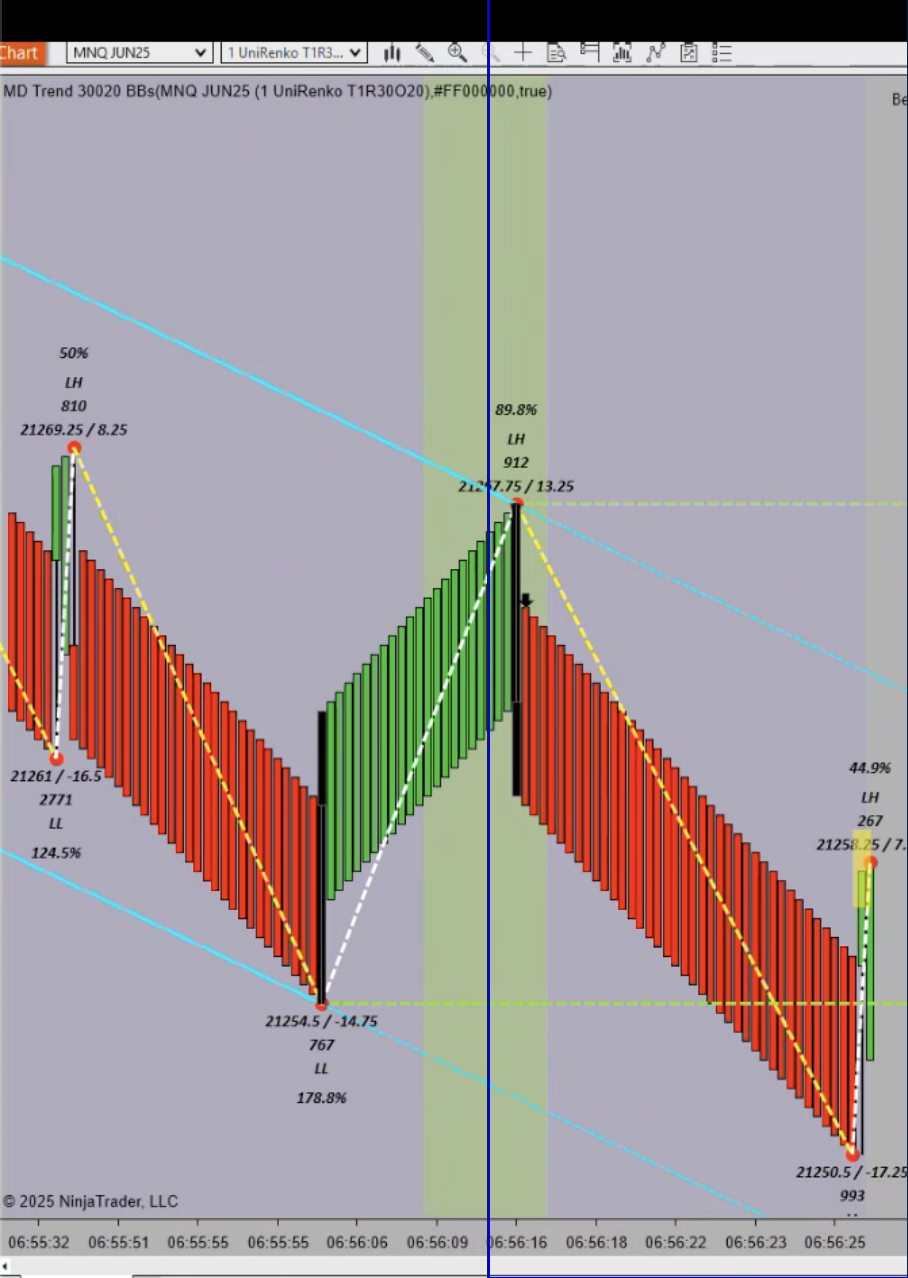 Chart
MNQ JUN25
1 UniRenko T1R3...
MD Trend 30020 BBs(MNQ JUN25 (1 UniRenko T1R30O20),#FF000000,true)
Be
50%
LH
810
21269.25 / 8.25
89.8%
LH
912
21267.75 / 13.25
21261 / -16.5
2771
LL
124.5%
44.9%
LH
267
21258.25 / 7.
21254.5 / -14.75
767
LL
178.8%
21250.5 / -17.25
993
© 2025 NinjaTrader, LLC
06:55:32 06:55:51 06:55:55 06:55:55 06:56:06 06:56:09 06:56:16 06:56:18 06:56:22 06:56:23 06:56:25